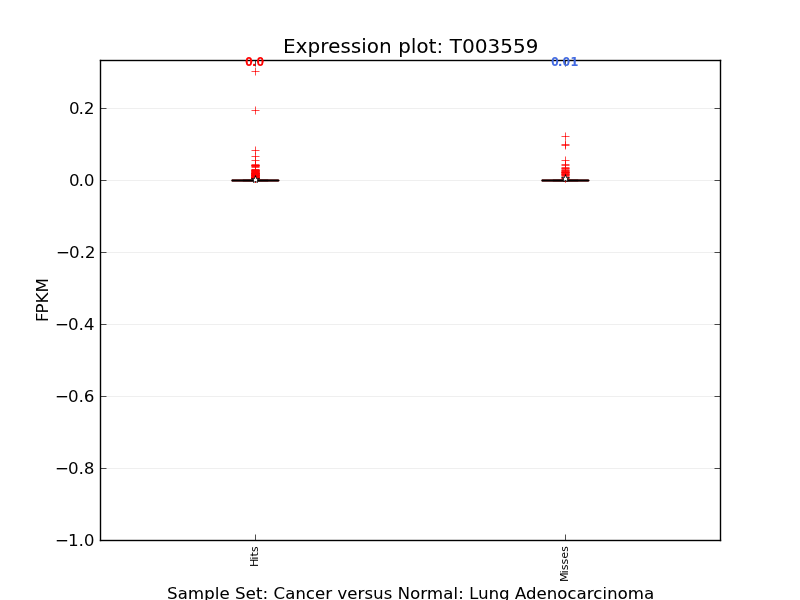 Expression plot: T003559
0.0
0.01
0.2
0.0
−0.2
−0.4
−0.6
−0.8
−1.0
FPKM
Hits
Misses
Sample Set: Cancer versus Normal: Lung Adenocarcinoma